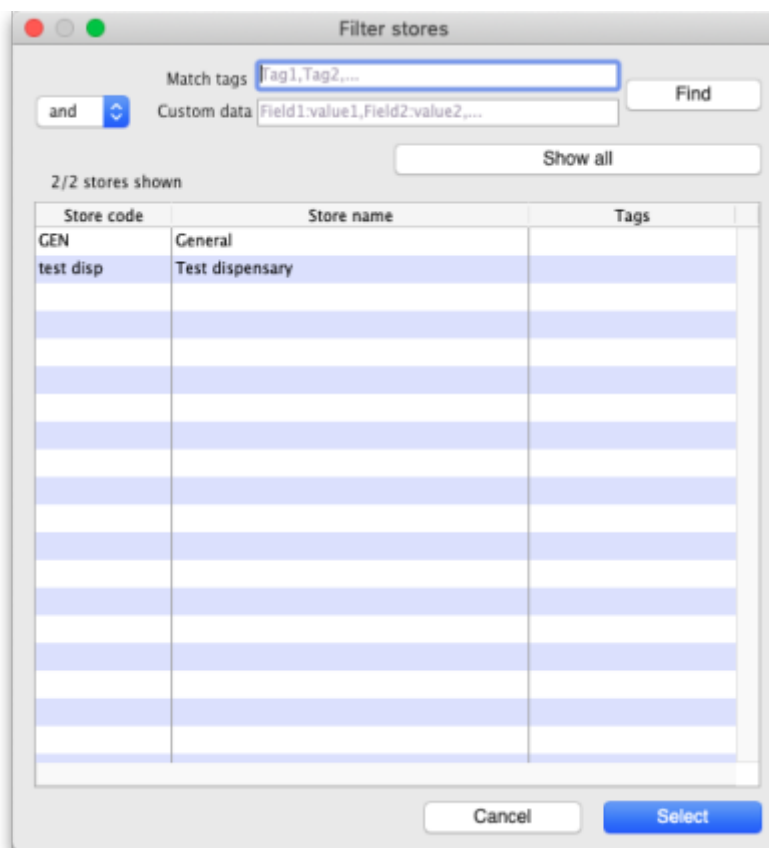 Filter stores
Match tags Tag1,Tag2,...
Find
and Custom data Field1:value1,Field2:value2,...
Show all
2/2 stores shown
Store code Store name Tags
GEN General
test disp Test dispensary
Cancel Select